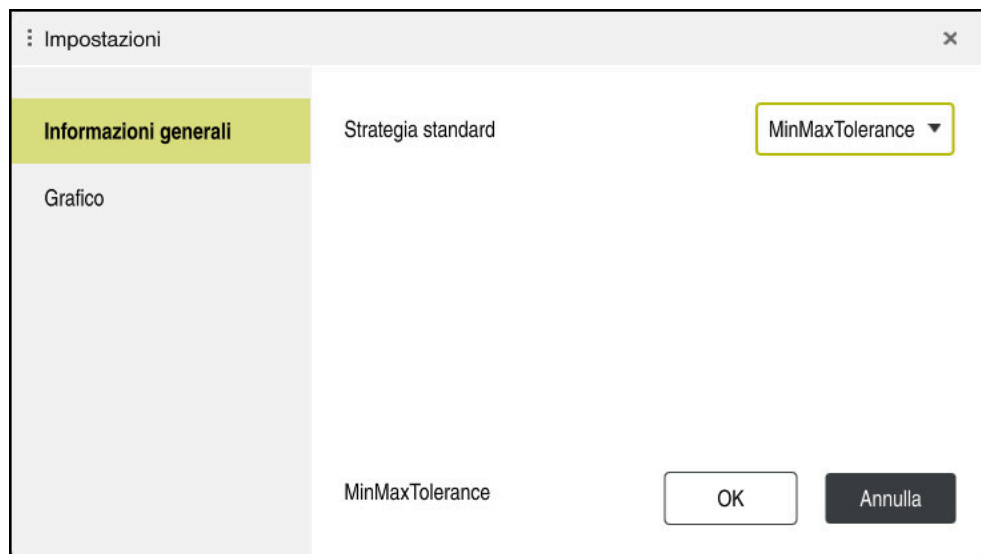 Impostazioni
Informazioni generali
Grafico
Strategia standard
MinMaxTolerance
MinMaxTolerance
OK
Annulla